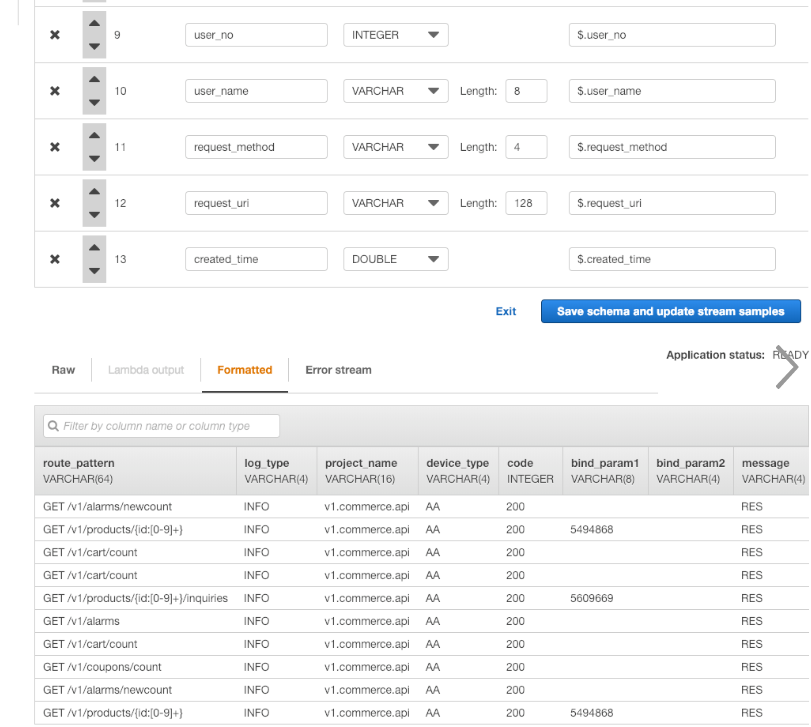 9 user_no INTEGER $.user_no
10 user_name VARCHAR Length: 8 $.user_name
11 request_method VARCHAR Length: 4 $.request_method
12 request_uri VARCHAR Length: 128 $.request_uri
13 created_time DOUBLE $.created_time
Exit Save schema and update stream samples
Application status: READY
Raw Lambda output Formatted Error stream
Filter by column name or column type
route_pattern log_type project_name device_type code bind_param1 bind_param2 message
VARCHAR(64) VARCHAR(4) VARCHAR(16) VARCHAR(4) INTEGER VARCHAR(8) VARCHAR(4) VARCHAR(4)
GET /v1/alarms/newcount INFO v1.commerce.api AA 200 RES
GET /v1/products/{id:[0-9]+} INFO v1.commerce.api AA 200 5494868 RES
GET /v1/cart/count INFO v1.commerce.api AA 200 RES
GET /v1/cart/count INFO v1.commerce.api AA 200 RES
GET /v1/products/{id:[0-9]+}/inquiries INFO v1.commerce.api AA 200 5609669 RES
GET /v1/alarms INFO v1.commerce.api AA 200 RES
GET /v1/cart/count INFO v1.commerce.api AA 200 RES
GET /v1/coupons/count INFO v1.commerce.api AA 200 RES
GET /v1/alarms/newcount INFO v1.commerce.api AA 200 RES
GET /v1/products/{id:[0-9]+} INFO v1.commerce.api AA 200 5494868 RES